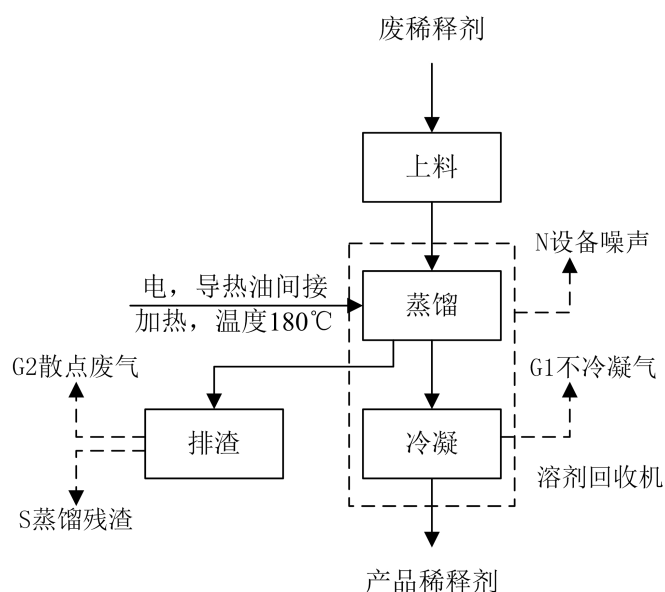 废稀释剂
上料
N设备噪声
电，导热油间接
加热，温度180℃
蒸馏
G2散点废气
G1不冷凝气
排渣
冷凝
溶剂回收机
S蒸馏残渣
产品稀释剂